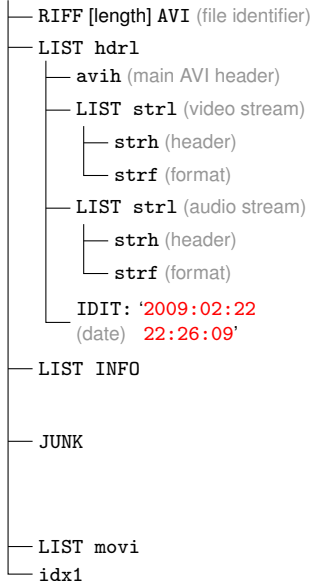 RIFF [length] AVI (file identifier)
LIST hdrl
avih (main AVI header)
LIST strl (video stream)
strh (header)
strf (format)
LIST strl (audio stream)
strh (header)
strf (format)
IDIT: ‘2009:02:22
(date) 22:26:09’
LIST INFO
JUNK
LIST movi
idx1